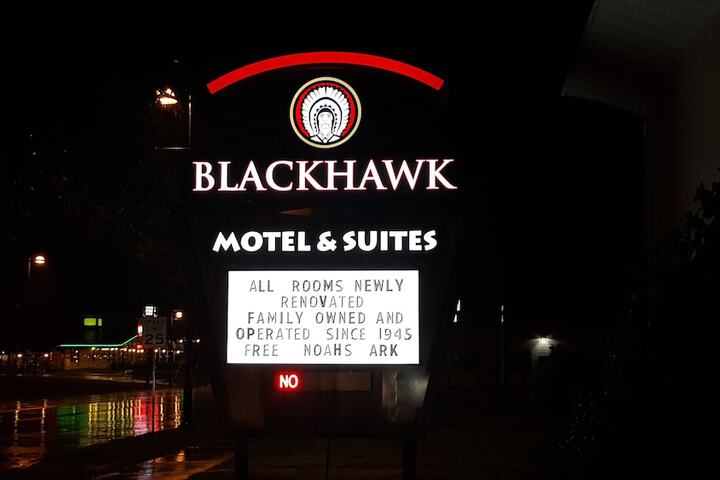 BLACKHAWK
MOTEL & SUITES
ALL ROOMS NEWLY
RENOVATED
FAMILY OWNED AND
OPERATED SINCE 1945
FREE NOAHS ARK
NO
25